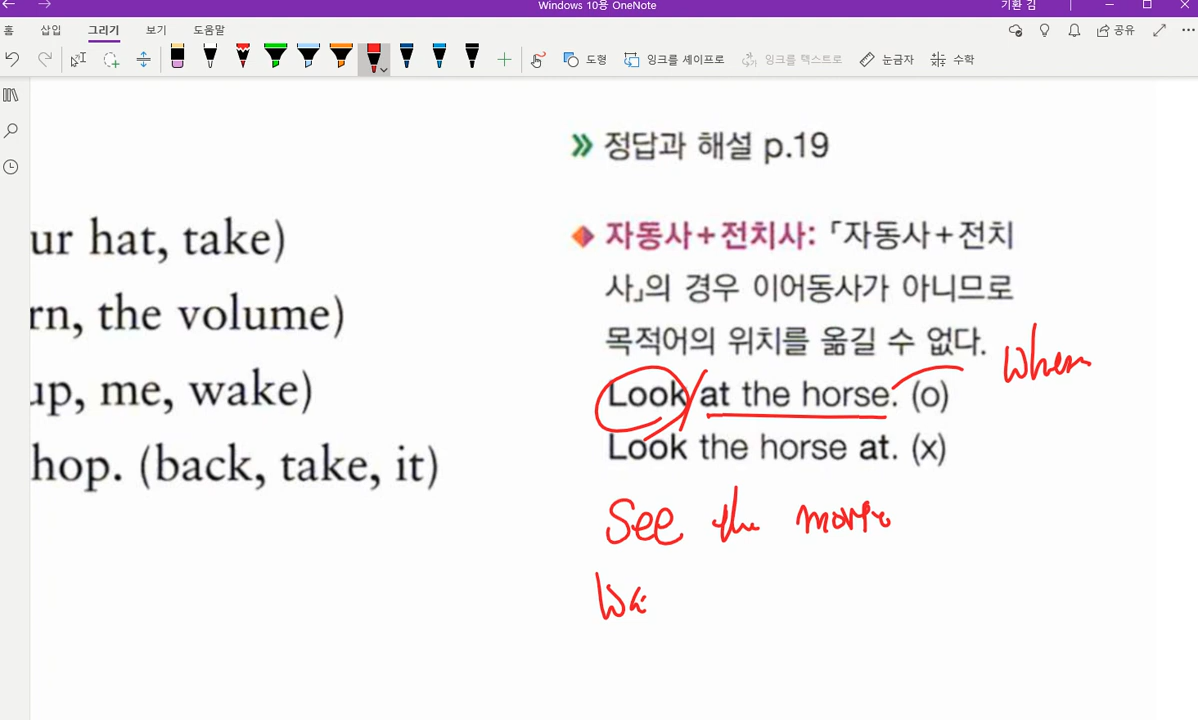 Windows 10용 OneNote
기환 김
홈 삽입 그리기 보기 도움말
공유
도형 잉크를 셰이프로 잉크를 텍스트로 눈금자 수학
정답과 해설 p.19
ur hat, take)
rn, the volume)
up, me, wake)
hop. (back, take, it)
자동사+전치사: 「자동사+전치
사」의 경우 이어동사가 아니므로
목적어의 위치를 옮길 수 없다.
When
Look at the horse. (o)
Look the horse at. (x)
See the